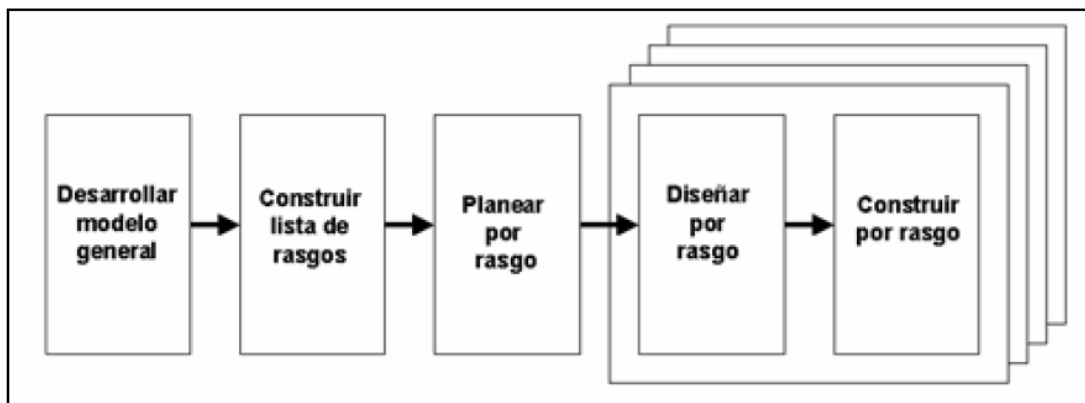 Desarrollar
modelo
general
Construir
lista de
rasgos
Planear
por
rasgo
Diseñar
por
rasgo
Construir
por rasgo